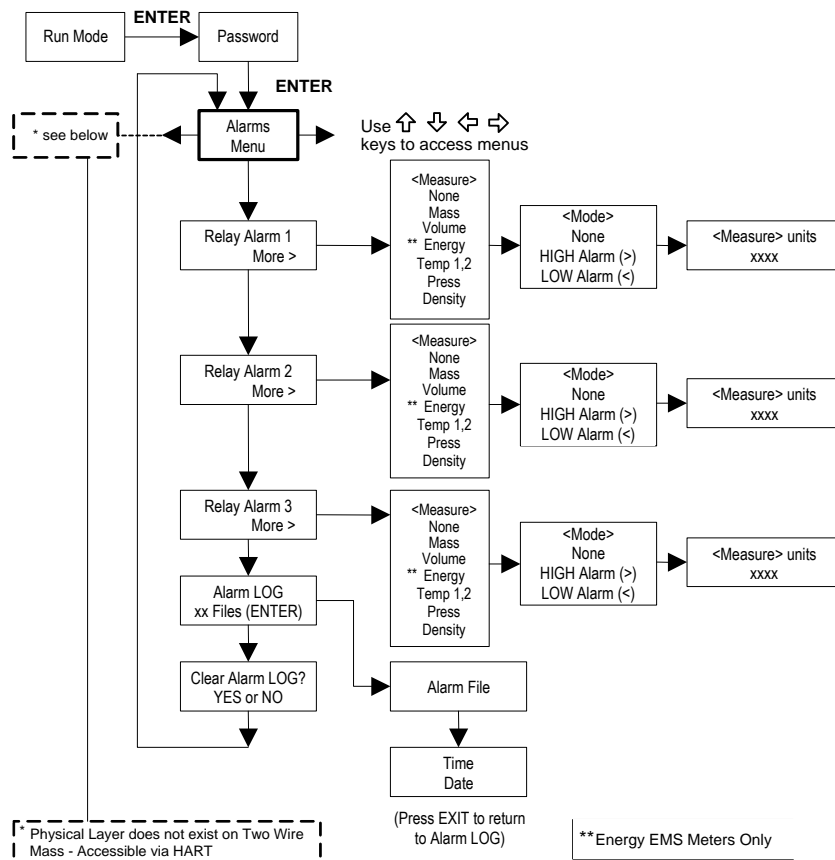 ENTER
Run Mode
Password
ENTER
* see below
Alarms
Menu
Use
keys to access menus
Relay Alarm 1
More >
<Measure>
None
Mass
Volume
** Energy
Temp 1,2
Press
Density
<Mode>
None
HIGH Alarm (>)
LOW Alarm (<)
<Measure> units
xxxx
Relay Alarm 2
More >
<Measure>
None
Mass
Volume
** Energy
Temp 1,2
Press
Density
<Mode>
None
HIGH Alarm (>)
LOW Alarm (<)
<Measure> units
xxxx
Relay Alarm 3
More >
<Measure>
None
Mass
Volume
** Energy
Temp 1,2
Press
Density
<Mode>
None
HIGH Alarm (>)
LOW Alarm (<)
<Measure> units
xxxx
Alarm LOG
xx Files (ENTER)
Clear Alarm LOG?
YES or NO
Alarm File
Time
Date
(Press EXIT to return
to Alarm LOG)
* Physical Layer does not exist on Two Wire
Mass - Accessible via HART
** Energy EMS Meters Only